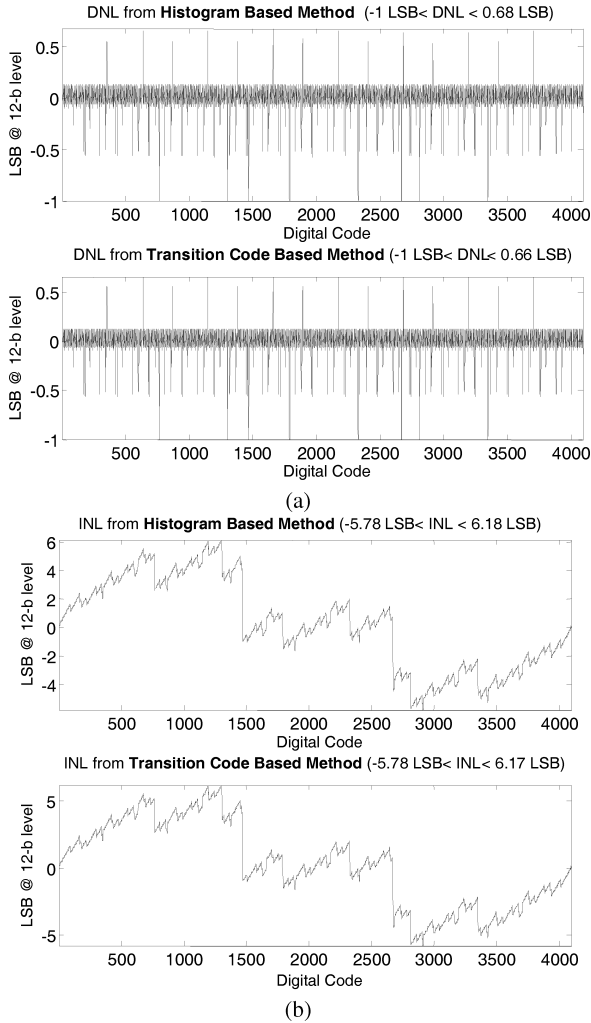 DNL from Histogram Based Method (-1 LSB< DNL < 0.68 LSB)
LSB @ 12-b level
0.5
0
-0.5
-1
500 1000 1500 2000 2500 3000 3500 4000
Digital Code
DNL from Transition Code Based Method (-1 LSB< DNL< 0.66 LSB)
LSB @ 12-b level
0.5
0
-0.5
-1
500 1000 1500 2000 2500 3000 3500 4000
Digital Code
(a)
INL from Histogram Based Method (-5.78 LSB< INL < 6.18 LSB)
LSB @ 12-b level
6
4
2
0
-2
-4
500 1000 1500 2000 2500 3000 3500 4000
Digital Code
INL from Transition Code Based Method (-5.78 LSB< INL< 6.17 LSB)
LSB @ 12-b level
5
0
-5
500 1000 1500 2000 2500 3000 3500 4000
Digital Code
(b)